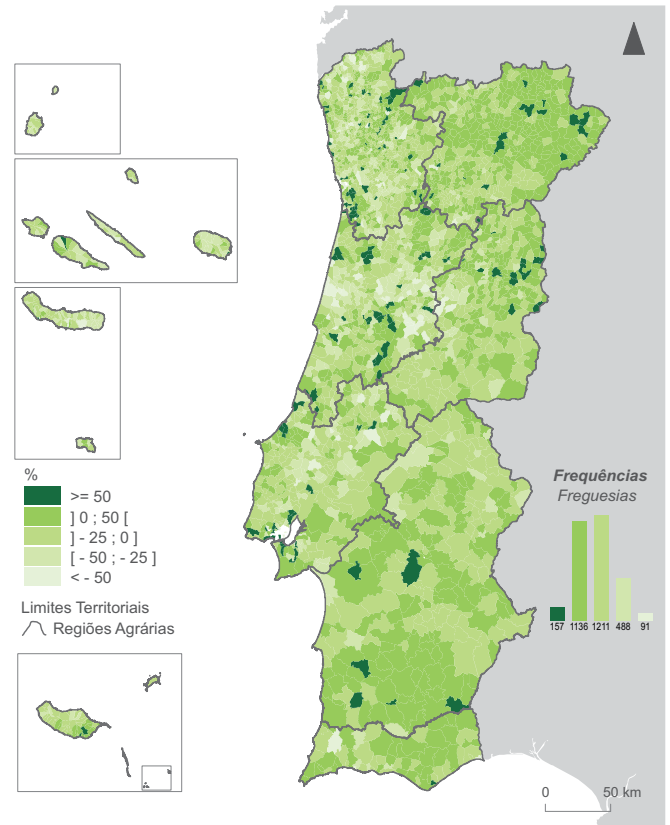 %
>= 50
] 0 ; 50 [
] - 25 ; 0 ]
[ - 50 ; - 25 ]
< - 50
Limites Territoriais
Regiões Agrárias
Frequências
Freguesias
157 1136 1211 488 91
0 50 km